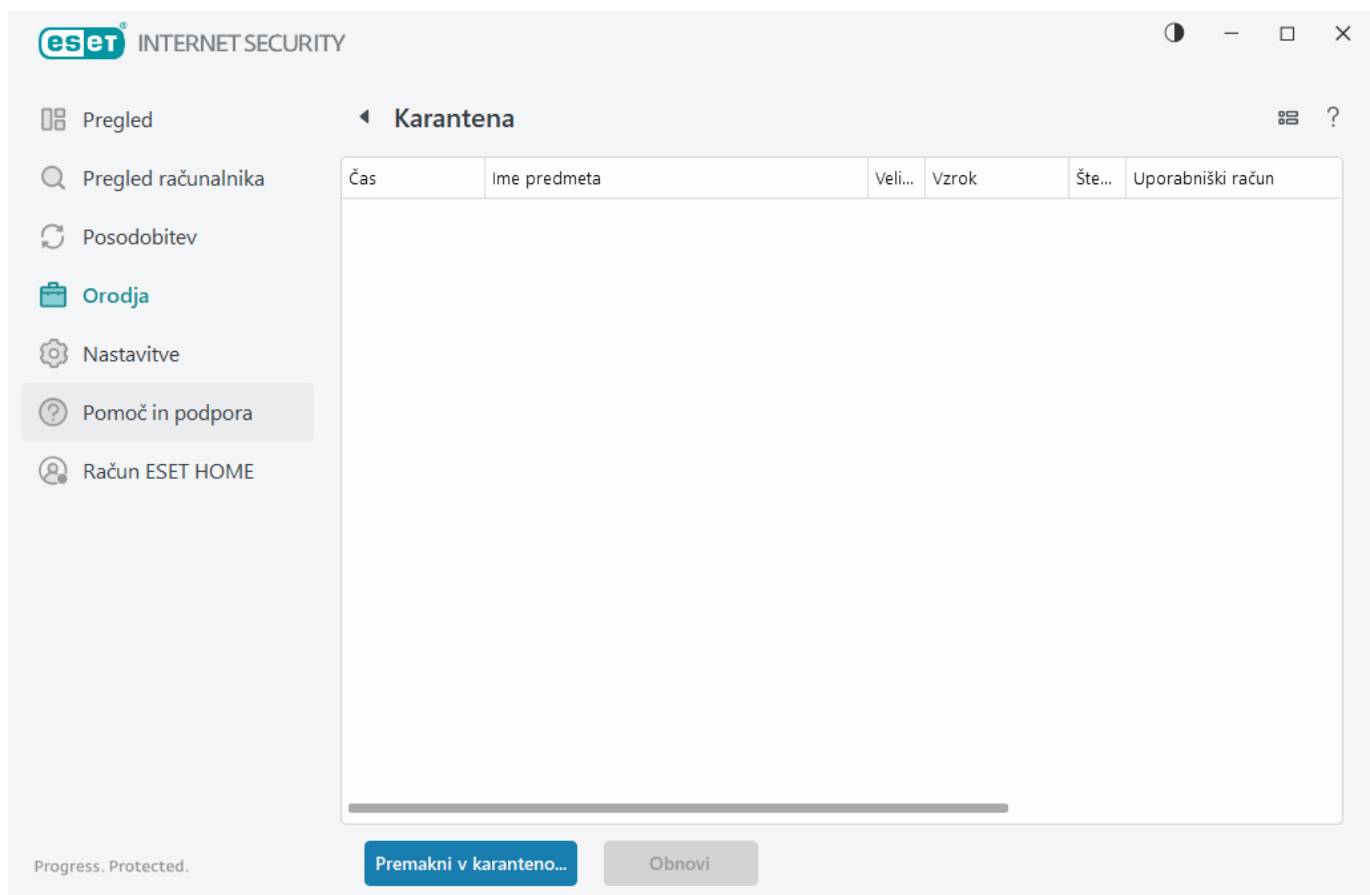 eset® INTERNET SECURITY
Pregled
Pregled računalnika
Posodobitev
Orodja
Nastavitve
Pomoč in podpora
Račun ESET HOME
Karantena
?
Čas Ime predmeta Veli... Vzrok Šte... Uporabniški račun
Premakni v karanteno... Obnovi
Progress. Protected.